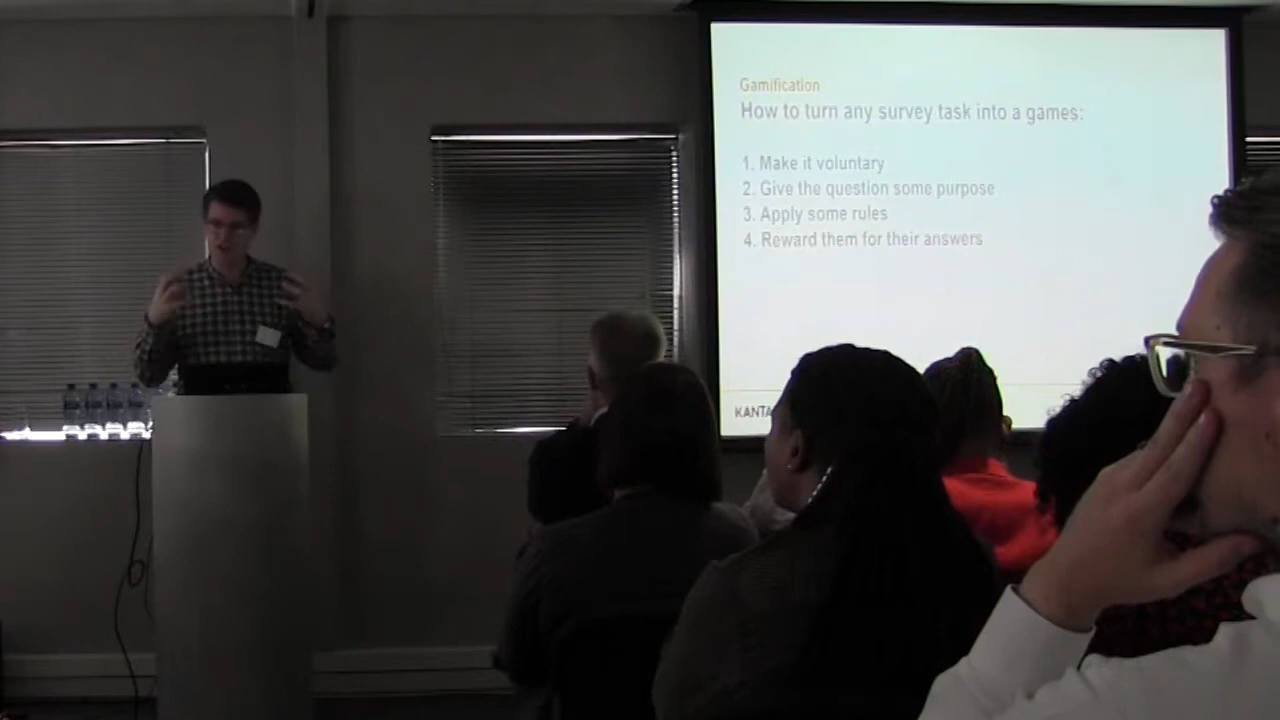 Gamification
How to turn any survey task into a games:
1. Make it voluntary
2. Give the question some purpose
3. Apply some rules
4. Reward them for their answers
KANTA